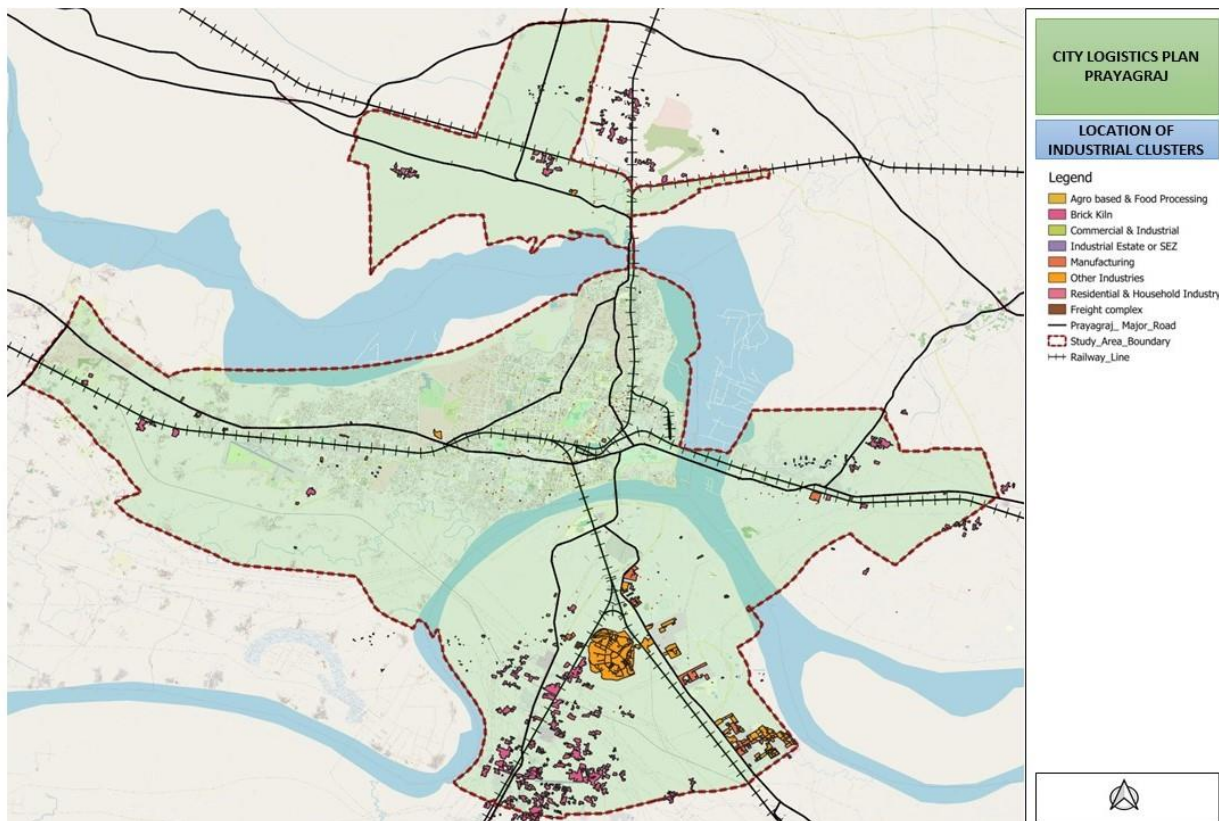 CITY LOGISTICS PLAN
PRAYAGRAJ
LOCATION OF
INDUSTRIAL CLUSTERS
Legend
Agro based & Food Processing
Brick Kiln
Commercial & Industrial
Industrial Estate or SEZ
Manufacturing
Other Industries
Residential & Household Industry
Freight complex
Prayagraj_ Major_Road
Study_Area_Boundary
Railway_Line